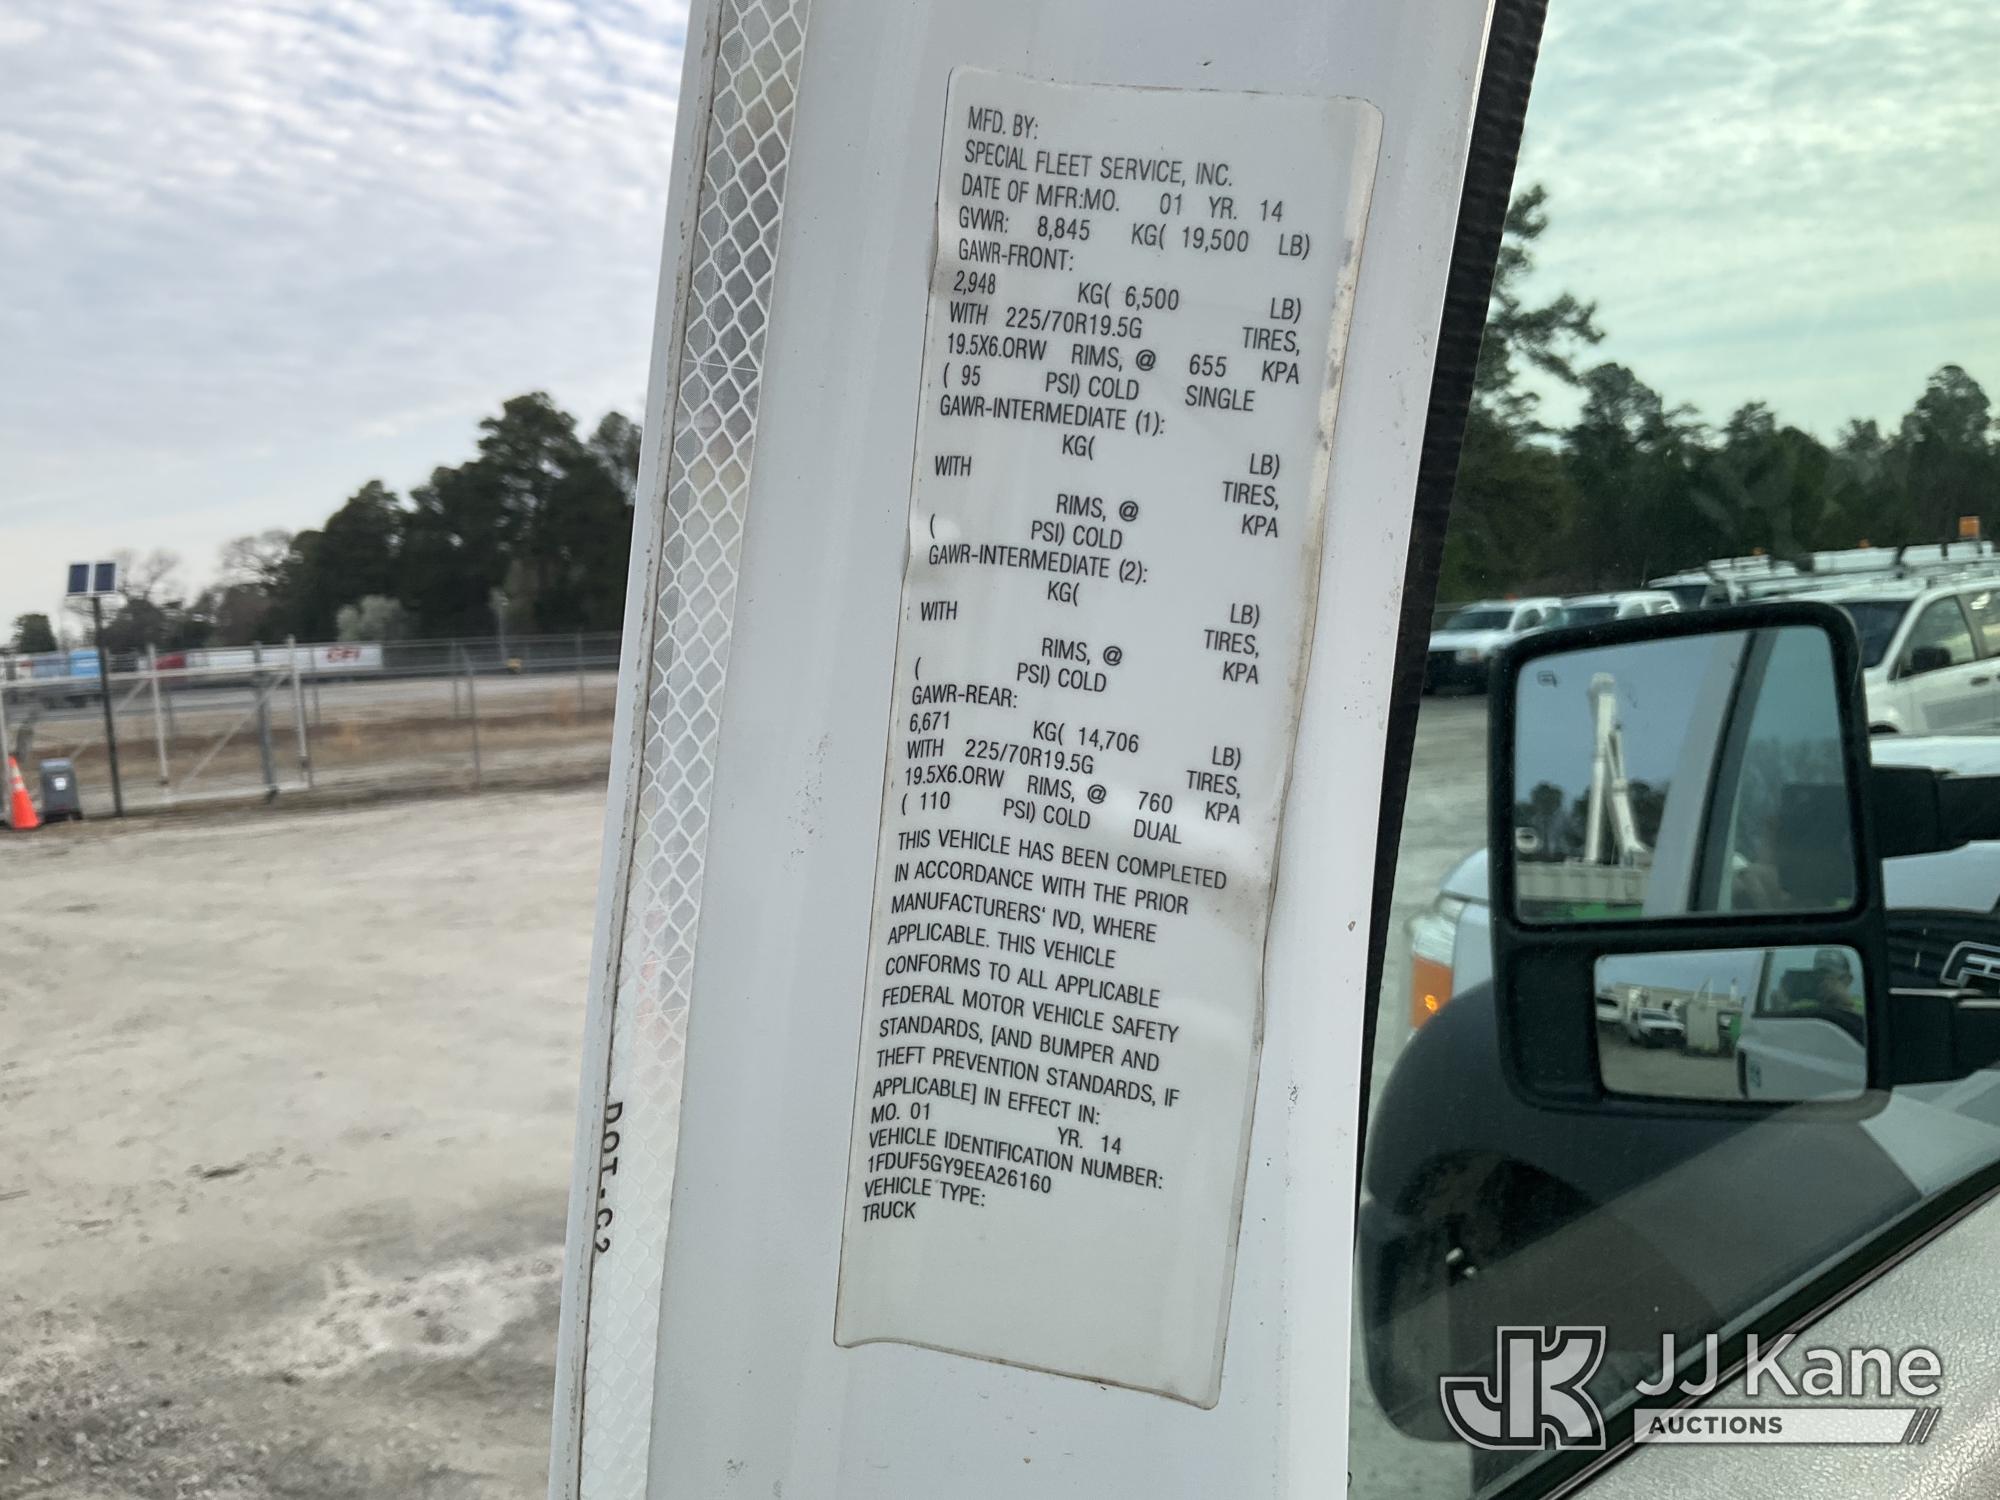 MFD. BY:
SPECIAL FLEET SERVICE, INC.
DATE OF MFR:MO. 01 YR. 14
GVWR: 8,845 KG( 19,500 LB)
GAWR-FRONT:
2,948 KG( 6,500 LB)
WITH 225/70R19.5G TIRES,
19.5X6.0RW RIMS, @ 655 KPA
( 95 PSI) COLD SINGLE
GAWR-INTERMEDIATE (1):
KG( LB)
WITH TIRES,
RIMS, @ KPA
( PSI) COLD
GAWR-INTERMEDIATE (2):
KG( LB)
WITH TIRES,
RIMS, @ KPA
( PSI) COLD
GAWR-REAR:
6,671 KG( 14,706 LB)
WITH 225/70R19.5G TIRES,
19.5X6.0RW RIMS, @ 760 KPA
( 110 PSI) COLD DUAL
THIS VEHICLE HAS BEEN COMPLETED
IN ACCORDANCE WITH THE PRIOR
MANUFACTURERS' IVD, WHERE
APPLICABLE. THIS VEHICLE
CONFORMS TO ALL APPLICABLE
FEDERAL MOTOR VEHICLE SAFETY
STANDARDS, [AND BUMPER AND
THEFT PREVENTION STANDARDS, IF
APPLICABLE] IN EFFECT IN:
MO. 01 YR. 14
VEHICLE IDENTIFICATION NUMBER:
1FDUF5GY9EEA26160
VEHICLE TYPE:
TRUCK
DOT-C2
CFI
JK JJ Kane
AUCTIONS